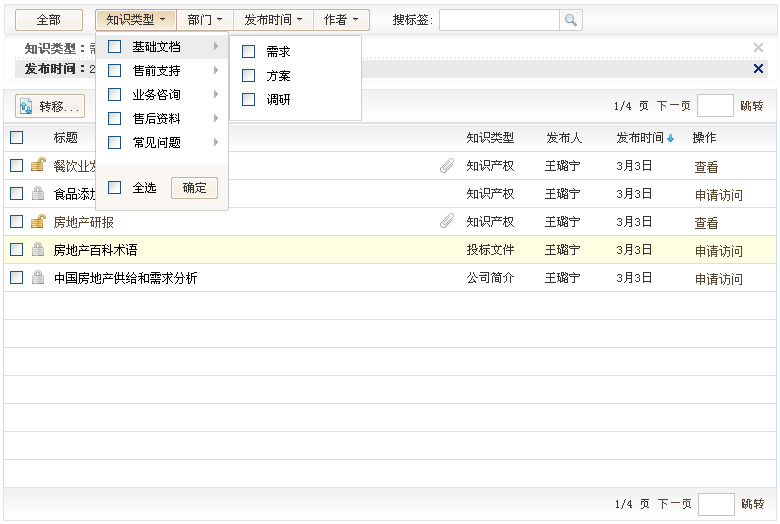 全部 知识类型 部门 发布时间 作者 搜标签:
知识类型：需
发布时间：2
基础文档
售前支持
业务咨询
售后资料
常见问题
全选 确定
需求
方案
调研
转移... 1/4 页 下一页 跳转
标题 知识类型 发布人 发布时间 操作
餐饮业发 知识产权 王璐宁 3月3日 查看
食品添加 知识产权 王璐宁 3月3日 申请访问
房地产研报 知识产权 王璐宁 3月3日 查看
房地产百科术语 投标文件 王璐宁 3月3日 申请访问
中国房地产供给和需求分析 公司简介 王璐宁 3月3日 申请访问
1/4 页 下一页 跳转